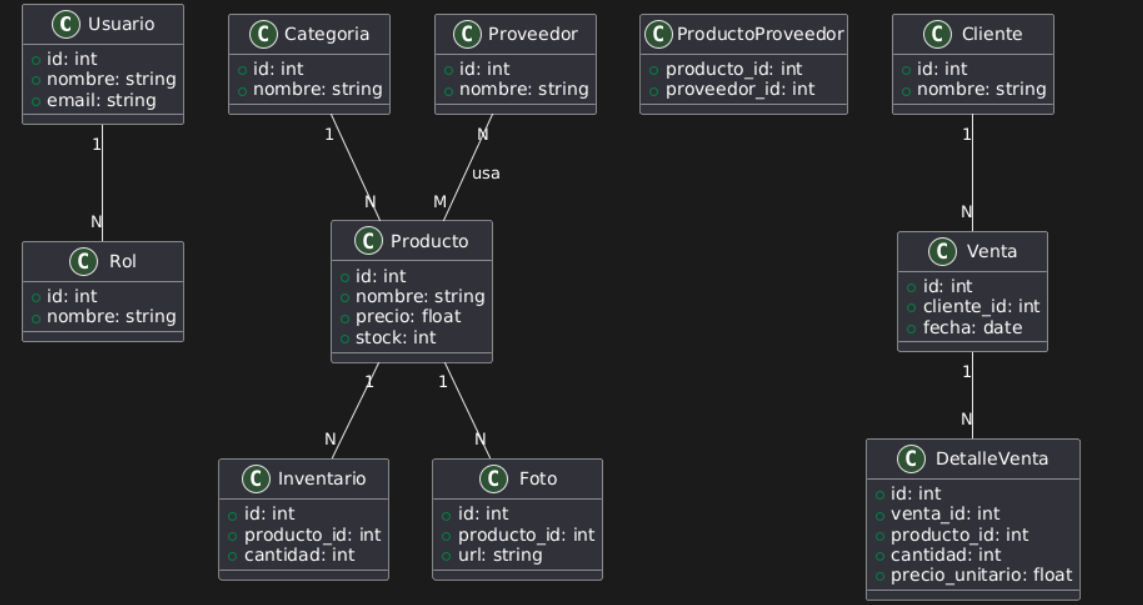 C Usuario
id: int
nombre: string
email: string
C Categoria
id: int
nombre: string
C Proveedor
id: int
nombre: string
C ProductoProveedor
producto_id: int
proveedor_id: int
C Cliente
id: int
nombre: string
1
N
1
N
N
usa
M
1
N
C Rol
id: int
nombre: string
C Producto
id: int
nombre: string
precio: float
stock: int
C Venta
id: int
cliente_id: int
fecha: date
1
N
1
N
1
N
C Inventario
id: int
producto_id: int
cantidad: int
C Foto
id: int
producto_id: int
url: string
C DetalleVenta
id: int
venta_id: int
producto_id: int
cantidad: int
precio_unitario: float